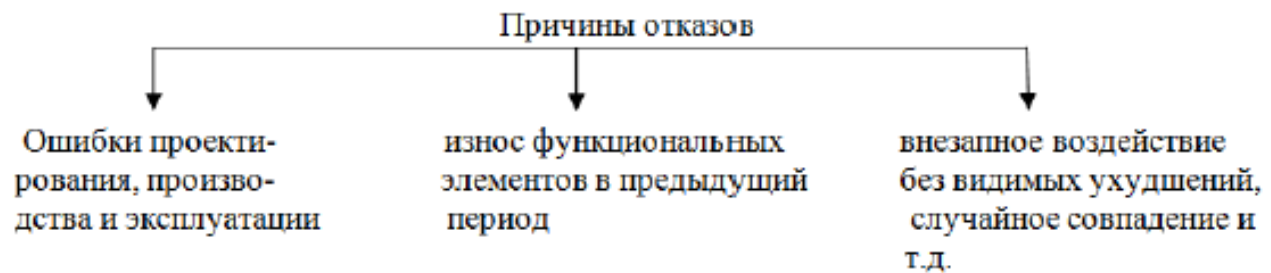 Причины отказов
Ошибки проекти-
рования, произво-
дства и эксплуатации
износ функциональных
элементов в предыдущий
период
внезапное воздействие
без видимых ухудшений,
случайное совпадение и
т.д.